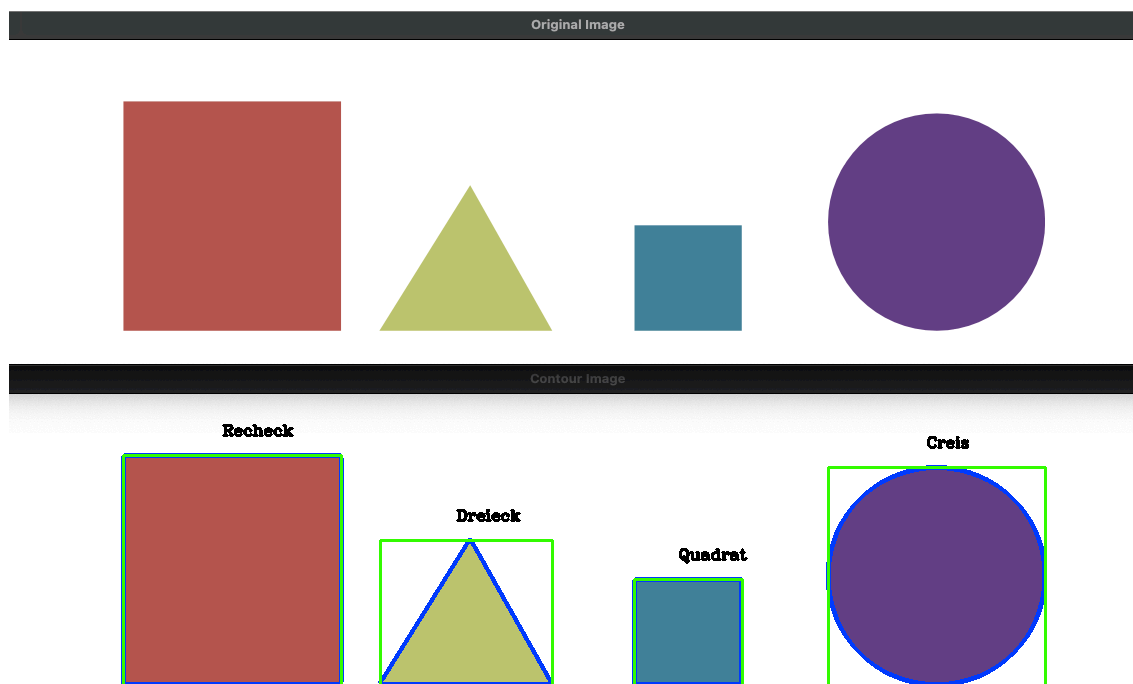 Original Image
Contour Image
Recheck
Creis
Dreieck
Quadrat